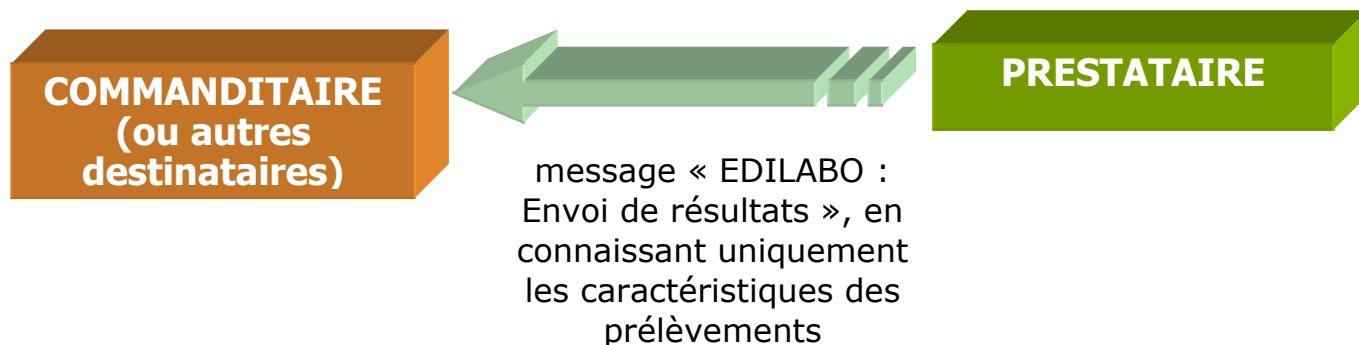 COMMANDITAIRE
(ou autres
destinataires)
PRESTATAIRE
message « EDILABO :
Envoi de résultats », en
connaissant uniquement
les caractéristiques des
prélèvements